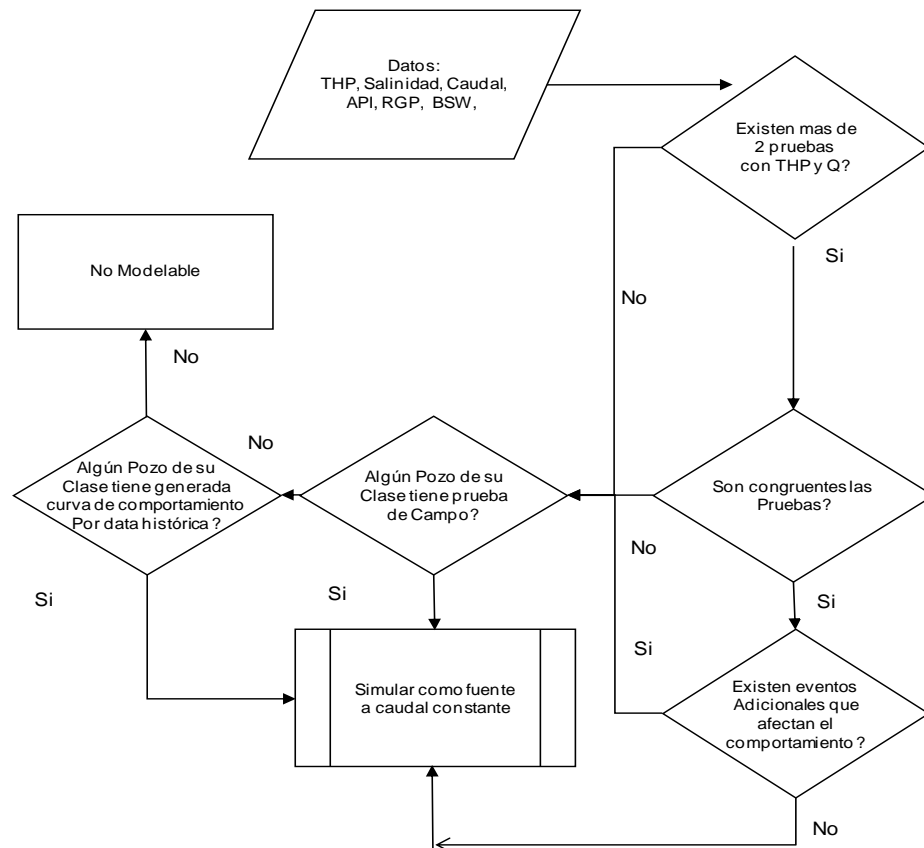 Datos:
THP, Salinidad, Caudal,
API, RGP, BSW,
Existen mas de
2 pruebas
con THP y Q?
Si
No
No Modelable
No
No
Algún Pozo de su
Clase tiene generada
curva de comportamiento
Por data histórica ?
Algún Pozo de su
Clase tiene prueba
de Campo?
Son congruentes las
Pruebas?
No
Si
Si
Si
Si
Simular como fuente
a caudal constante
Existen eventos
Adicionales que
afectan el
comportamiento ?
No